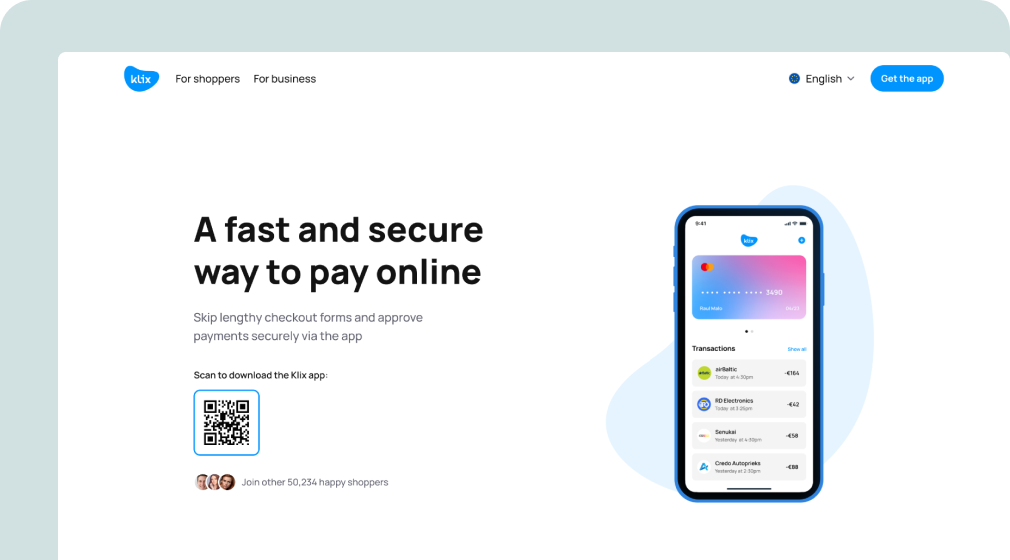 klix
For shoppers
For business
English
Get the app
A fast and secure
way to pay online
Skip lengthy checkout forms and approve
payments securely via the app
Scan to download the Klix app:
Join other 50,234 happy shoppers
9:41
klix
•••• •••• •••• 3490
Transactions
Show all
airBaltic
Today at 4:30pm
-€164
RD Electronics
Today at 3:25pm
-€42
Senukai
Yesterday at 4:30pm
-€58
Credo Autoprieks
Yesterday at 2:30pm
-€88